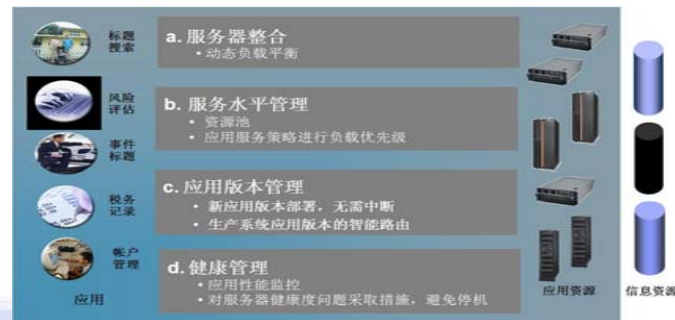 标题
搜索
风险
评估
事件
标题
税务
记录
帐户
管理
应用
a. 服务器整合
• 动态负载平衡
b. 服务水平管理
• 资源池
• 应用服务策略进行负载优先级
c. 应用版本管理
• 新应用版本部署，无需中断
• 生产系统应用版本的智能路由
d. 健康管理
• 应用性能监控
• 对服务器健康度问题采取措施，避免停机
应用资源
信息资源